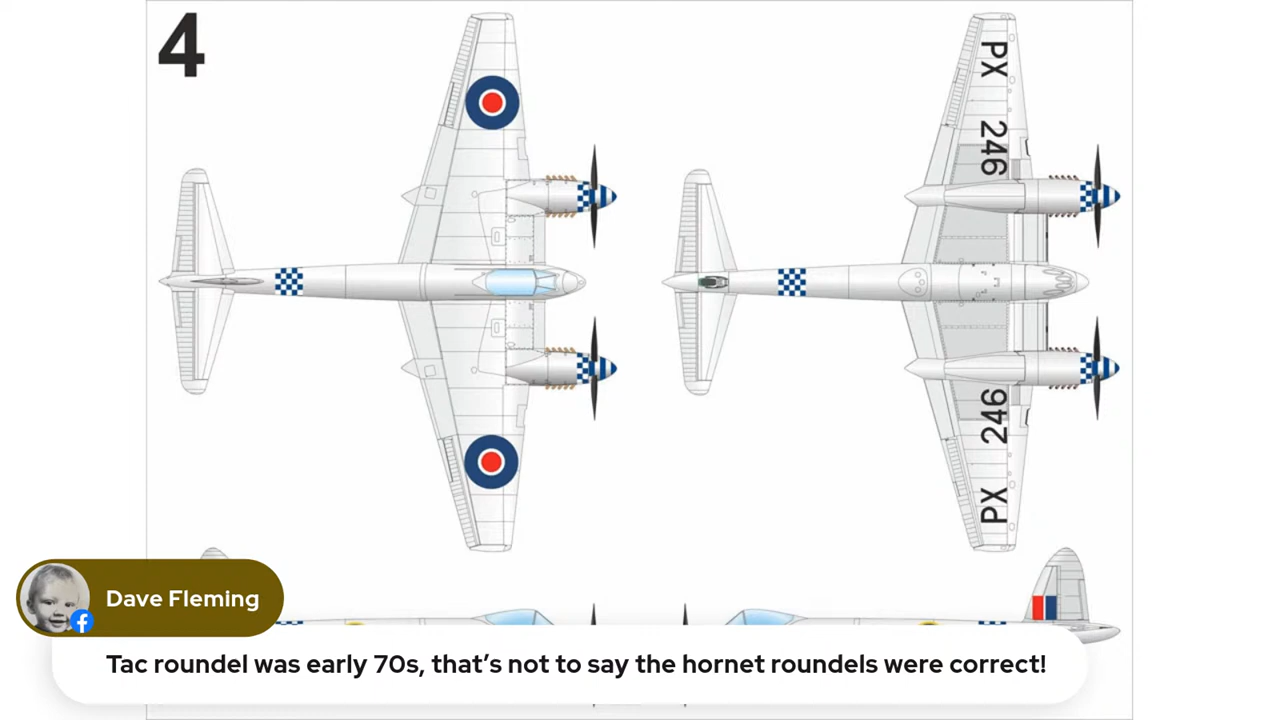 4
PX 246
246 PX
Dave Fleming
Tac roundel was early 70s, that's not to say the hornet roundels were correct!